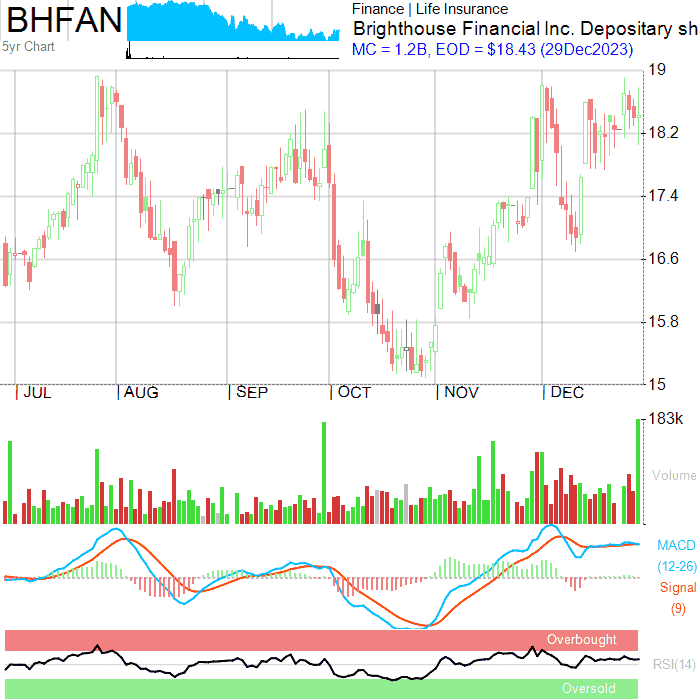 BHFAN
5yr Chart
Finance | Life Insurance
Brighthouse Financial Inc. Depositary sh
MC = 1.2B, EOD = $18.43 (29Dec2023)
19
18.2
17.4
16.6
15.8
15
| JUL | AUG | SEP | OCT | NOV | DEC
183k
Volume
MACD
(12-26)
Signal
(9)
Overbought
RSI(14)
Oversold